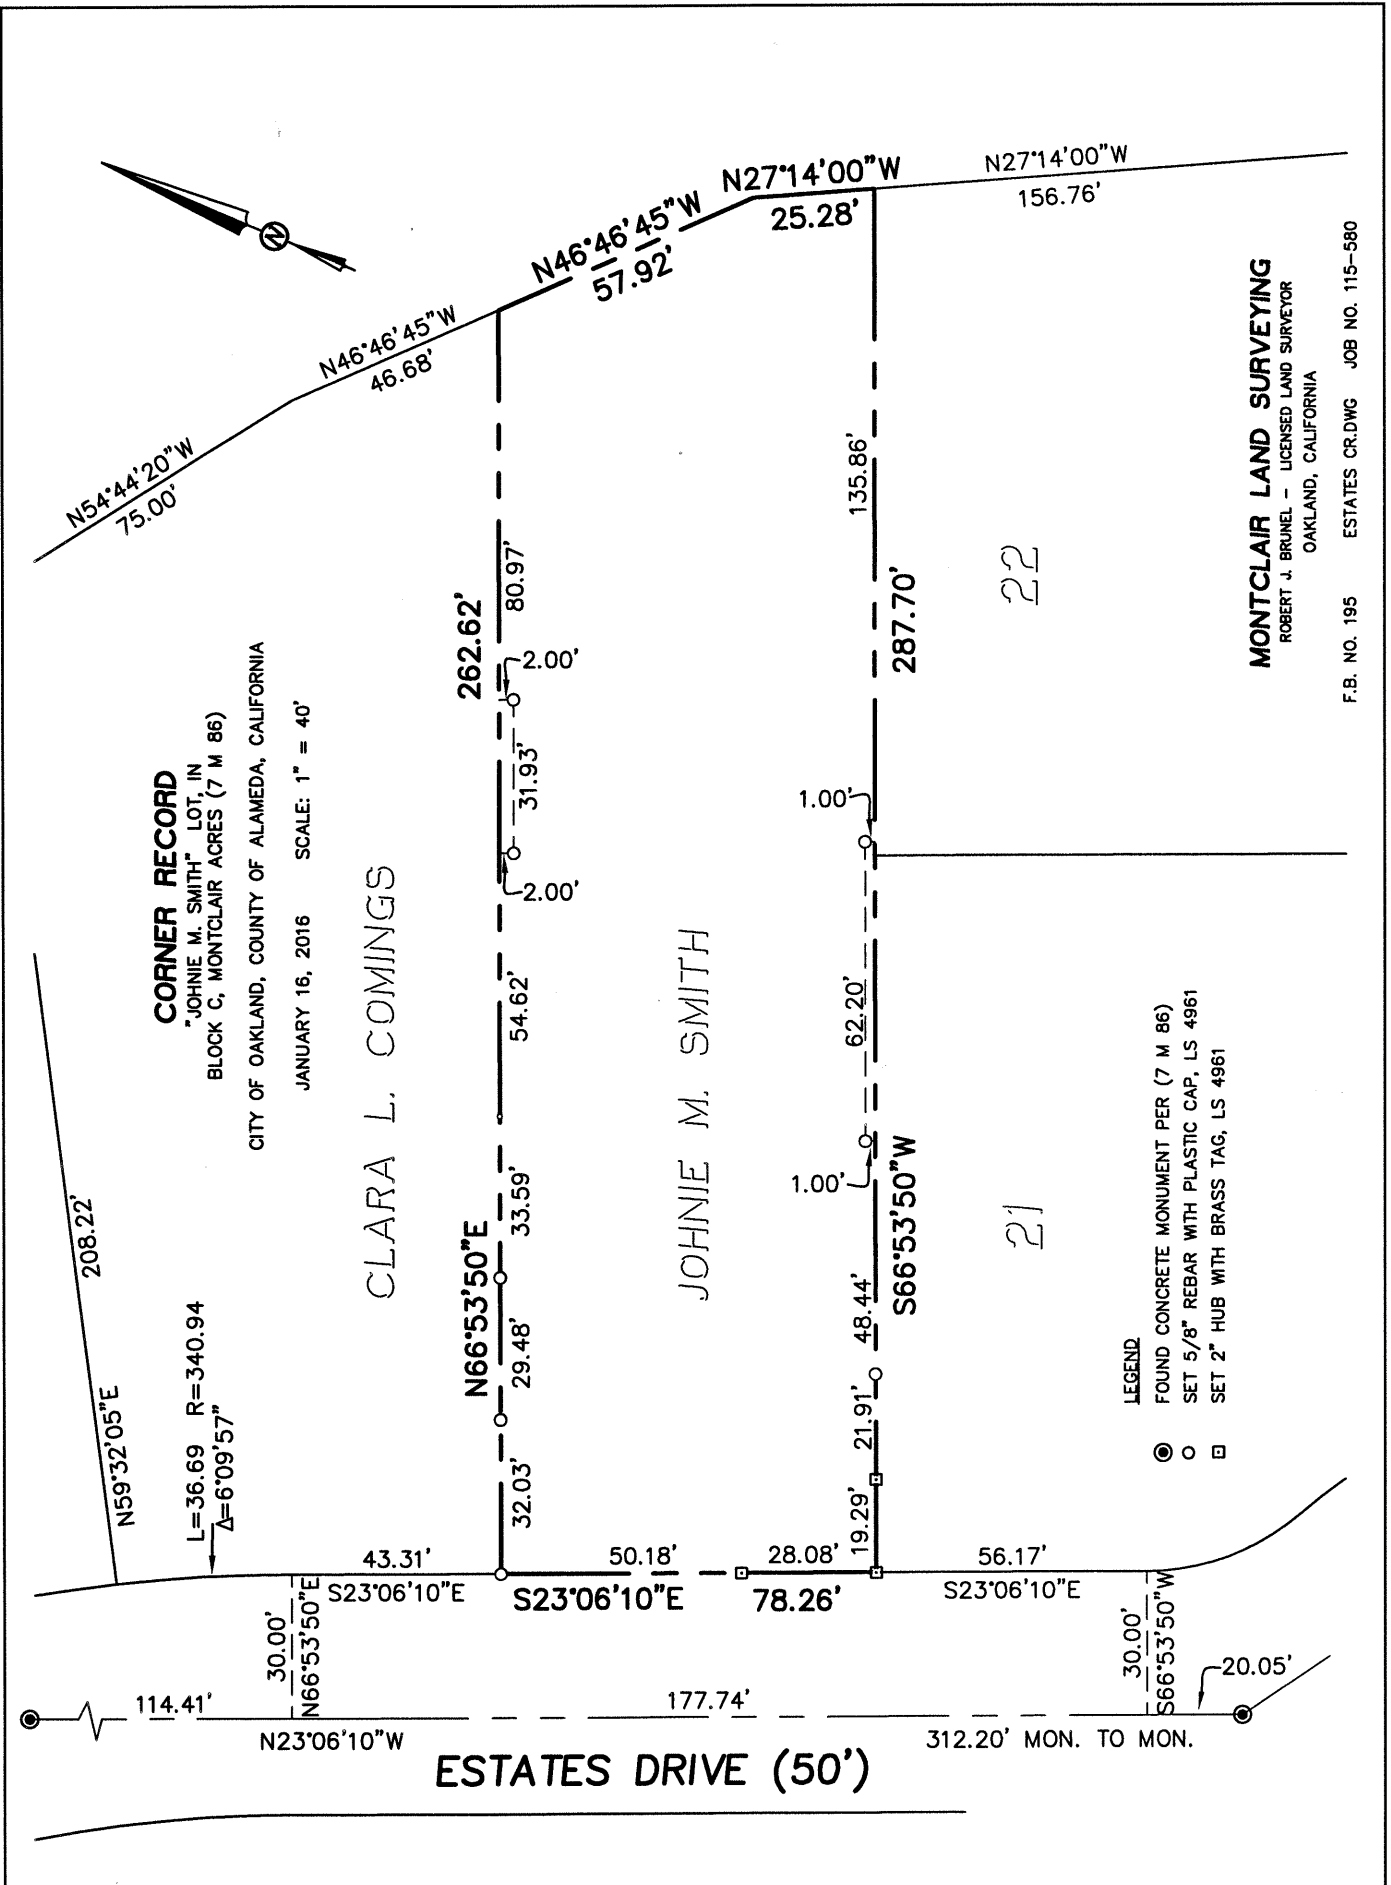 CORNER RECORD
"JOHNIE M. SMITH" LOT, IN
BLOCK C, MONTCLAIR ACRES (7 M 86)
CITY OF OAKLAND, COUNTY OF ALAMEDA, CALIFORNIA
JANUARY 16, 2016 SCALE: 1" = 40'
N
N54°44'20"W
75.00'
N46°46'45"W
46.68'
N46°46'45"W
57.92'
N27°14'00"W
25.28'
N27°14'00"W
156.76'
262.62'
80.97'
2.00'
31.93'
2.00'
54.62'
33.59'
N66°53'50"E
29.48'
32.03'
CLARA L. COMINGS
JOHNIE M. SMITH
135.86'
287.70'
1.00'
62.20'
1.00'
S66°53'50"W
48.44'
21.91'
19.29'
22
21
208.22'
N59°32'05"E
L=36.69 R=340.94
Δ=6°09'57"
43.31'
S23°06'10"E
50.18'
28.08'
S23°06'10"E
78.26'
56.17'
S23°06'10"E
30.00'
N66°53'50"E
30.00'
S66°53'50"W
20.05'
114.41'
177.74'
N23°06'10"W
312.20' MON. TO MON.
ESTATES DRIVE (50')
LEGEND
FOUND CONCRETE MONUMENT PER (7 M 86)
SET 5/8" REBAR WITH PLASTIC CAP, LS 4961
SET 2" HUB WITH BRASS TAG, LS 4961
MONTCLAIR LAND SURVEYING
ROBERT J. BRUNEL – LICENSED LAND SURVEYOR
OAKLAND, CALIFORNIA
F.B. NO. 195 ESTATES CR.DWG JOB NO. 115-580